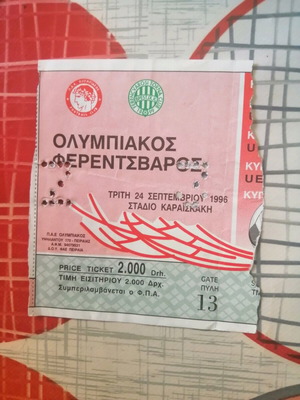 ΟΛΥΜΠΙΑΚΟΣ
ΦΕΡΕΝΤΣΒΑΡΟΣ
ΤΡΙΤΗ 24 ΣΕΠΤΕΜΒΡΙΟΥ 1996
ΣΤΑΔΙΟ ΚΑΡΑΪΣΚΑΚΗ
Π.Α.Ε. ΟΛΥΜΠΙΑΚΟΣ
PRICE TICKET 2.000 Drh.
ΤΙΜΗ ΕΙΣΙΤΗΡΙΟΥ 2.000 Δρχ.
Συμπεριλαμβάνεται ο Φ.Π.Α.
GATE
ΠΥΛΗ
13